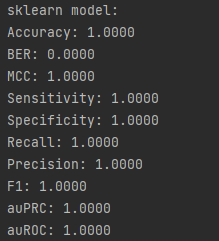 sklearn model:
Accuracy: 1.0000
BER: 0.0000
MCC: 1.0000
Sensitivity: 1.0000
Specificity: 1.0000
Recall: 1.0000
Precision: 1.0000
F1: 1.0000
auPRC: 1.0000
auROC: 1.0000